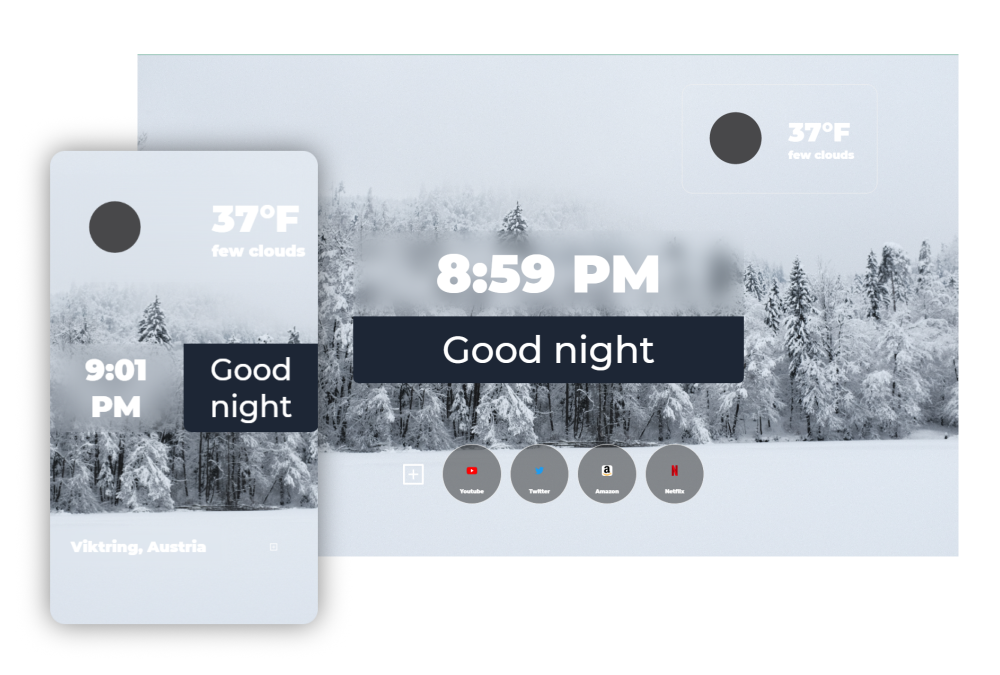 37°F
few clouds
8:59 PM
Good night
Youtube
Twitter
Amazon
Netflix
37°F
few clouds
9:01
PM
Good
night
Viktring, Austria